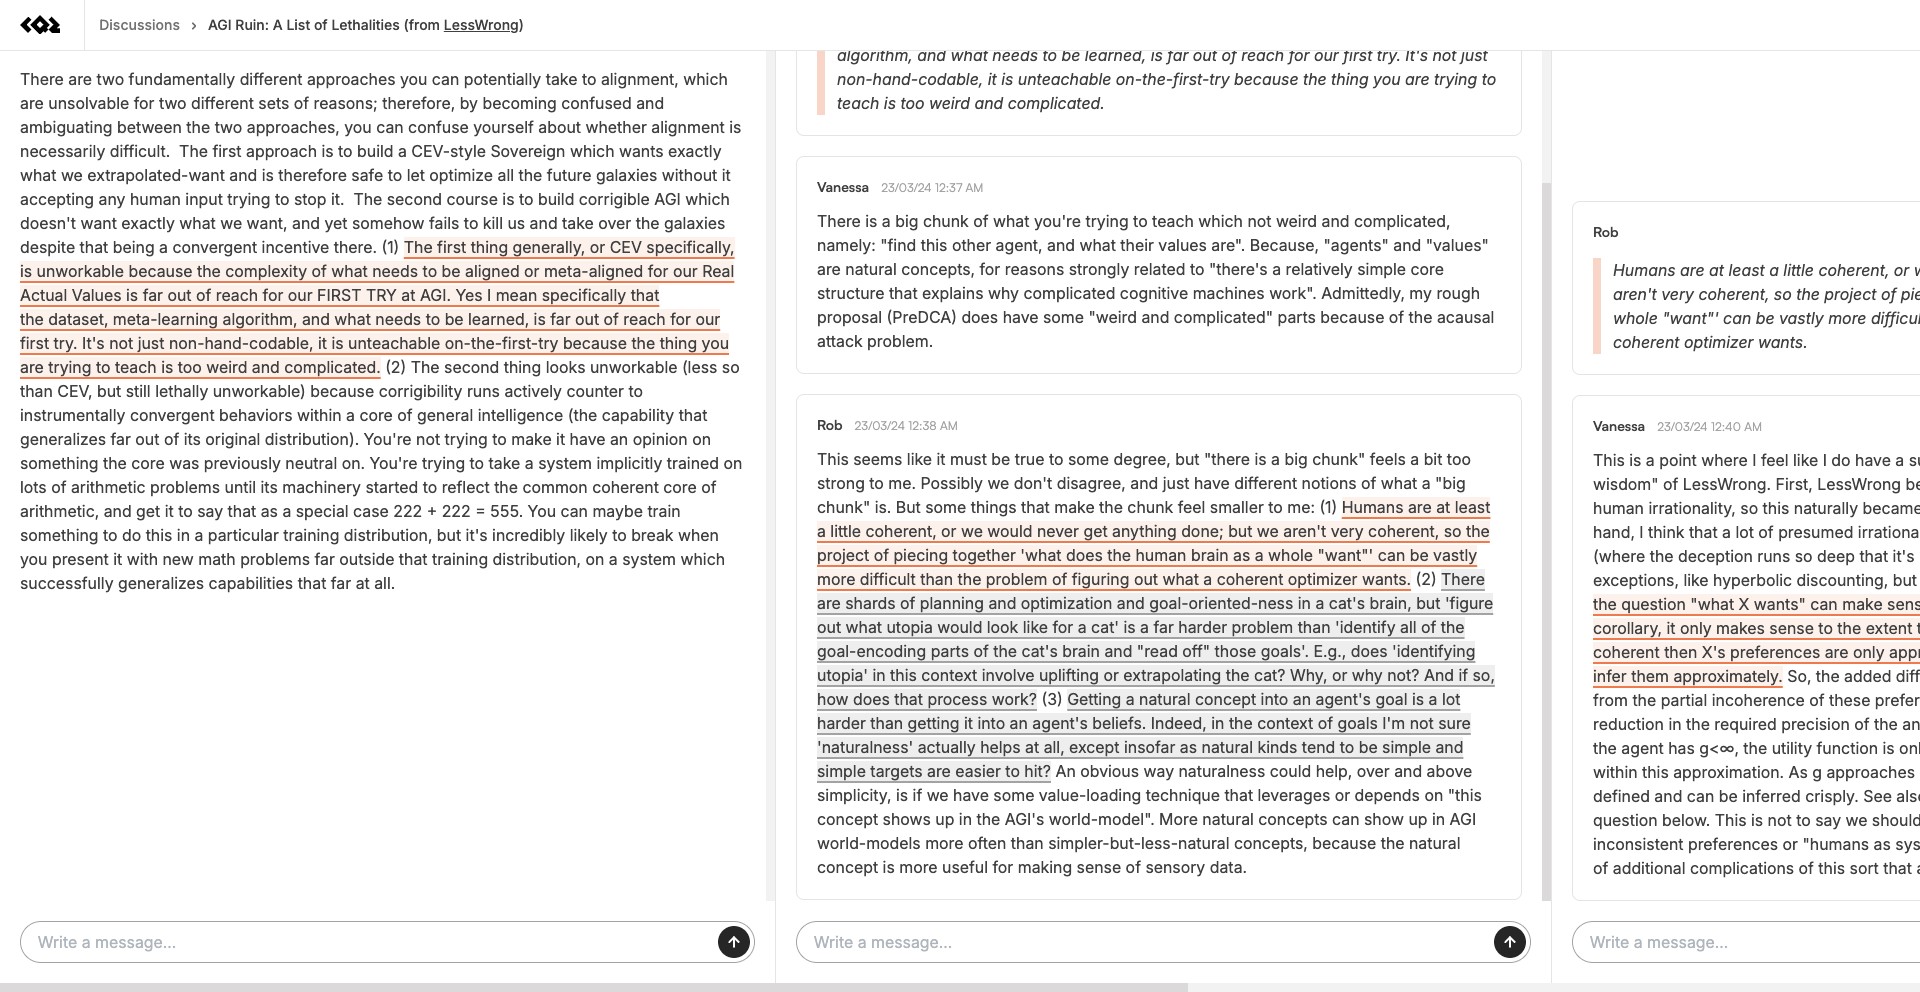 Discussions › AGI Ruin: A List of Lethalities (from LessWrong)
There are two fundamentally different approaches you can potentially take to alignment, which
are unsolvable for two different sets of reasons; therefore, by becoming confused and
ambiguating between the two approaches, you can confuse yourself about whether alignment is
necessarily difficult.  The first approach is to build a CEV-style Sovereign which wants exactly
what we extrapolated-want and is therefore safe to let optimize all the future galaxies without it
accepting any human input trying to stop it.  The second course is to build corrigible AGI which
doesn't want exactly what we want, and yet somehow fails to kill us and take over the galaxies
despite that being a convergent incentive there. (1) The first thing generally, or CEV specifically,
is unworkable because the complexity of what needs to be aligned or meta-aligned for our Real
Actual Values is far out of reach for our FIRST TRY at AGI. Yes I mean specifically that
the dataset, meta-learning algorithm, and what needs to be learned, is far out of reach for our
first try. It's not just non-hand-codable, it is unteachable on-the-first-try because the thing you
are trying to teach is too weird and complicated. (2) The second thing looks unworkable (less so
than CEV, but still lethally unworkable) because corrigibility runs actively counter to
instrumentally convergent behaviors within a core of general intelligence (the capability that
generalizes far out of its original distribution). You're not trying to make it have an opinion on
something the core was previously neutral on. You're trying to take a system implicitly trained on
lots of arithmetic problems until its machinery started to reflect the common coherent core of
arithmetic, and get it to say that as a special case 222 + 222 = 555. You can maybe train
something to do this in a particular training distribution, but it's incredibly likely to break when
you present it with new math problems far outside that training distribution, on a system which
successfully generalizes capabilities that far at all.
Write a message...
algorithm, and what needs to be learned, is far out of reach for our first try. It's not just
non-hand-codable, it is unteachable on-the-first-try because the thing you are trying to
teach is too weird and complicated.
Vanessa 23/03/24 12:37 AM
There is a big chunk of what you're trying to teach which not weird and complicated,
namely: "find this other agent, and what their values are". Because, "agents" and "values"
are natural concepts, for reasons strongly related to "there's a relatively simple core
structure that explains why complicated cognitive machines work". Admittedly, my rough
proposal (PreDCA) does have some "weird and complicated" parts because of the acausal
attack problem.
Rob 23/03/24 12:38 AM
This seems like it must be true to some degree, but "there is a big chunk" feels a bit too
strong to me. Possibly we don't disagree, and just have different notions of what a "big
chunk" is. But some things that make the chunk feel smaller to me: (1) Humans are at least
a little coherent, or we would never get anything done; but we aren't very coherent, so the
project of piecing together 'what does the human brain as a whole "want"' can be vastly
more difficult than the problem of figuring out what a coherent optimizer wants. (2) There
are shards of planning and optimization and goal-oriented-ness in a cat's brain, but 'figure
out what utopia would look like for a cat' is a far harder problem than 'identify all of the
goal-encoding parts of the cat's brain and "read off" those goals'. E.g., does 'identifying
utopia' in this context involve uplifting or extrapolating the cat? Why, or why not? And if so,
how does that process work? (3) Getting a natural concept into an agent's goal is a lot
harder than getting it into an agent's beliefs. Indeed, in the context of goals I'm not sure
'naturalness' actually helps at all, except insofar as natural kinds tend to be simple and
simple targets are easier to hit? An obvious way naturalness could help, over and above
simplicity, is if we have some value-loading technique that leverages or depends on "this
concept shows up in the AGI's world-model". More natural concepts can show up in AGI
world-models more often than simpler-but-less-natural concepts, because the natural
concept is more useful for making sense of sensory data.
Write a message...
Rob
Humans are at least a little coherent, or
aren't very coherent, so the project of
whole "want"' can be vastly more
coherent optimizer wants.
Vanessa 23/03/24 12:40 AM
This is a point where I feel like I do have a
wisdom" of LessWrong. First, LessWrong
human irrationality, so this naturally became
hand, I think that a lot of presumed
(where the deception runs so deep that it's
exceptions, like hyperbolic discounting, but
the question "what X wants" can make
corollary, it only makes sense to the extent
coherent then X's preferences are only
infer them approximately. So, the added
from the partial incoherence of these
reduction in the required precision of the
the agent has g<∞, the utility function is
within this approximation. As g approaches
defined and can be inferred crisply. See
question below. This is not to say we should
inconsistent preferences or "humans as
of additional complications of this sort that
Write a message...